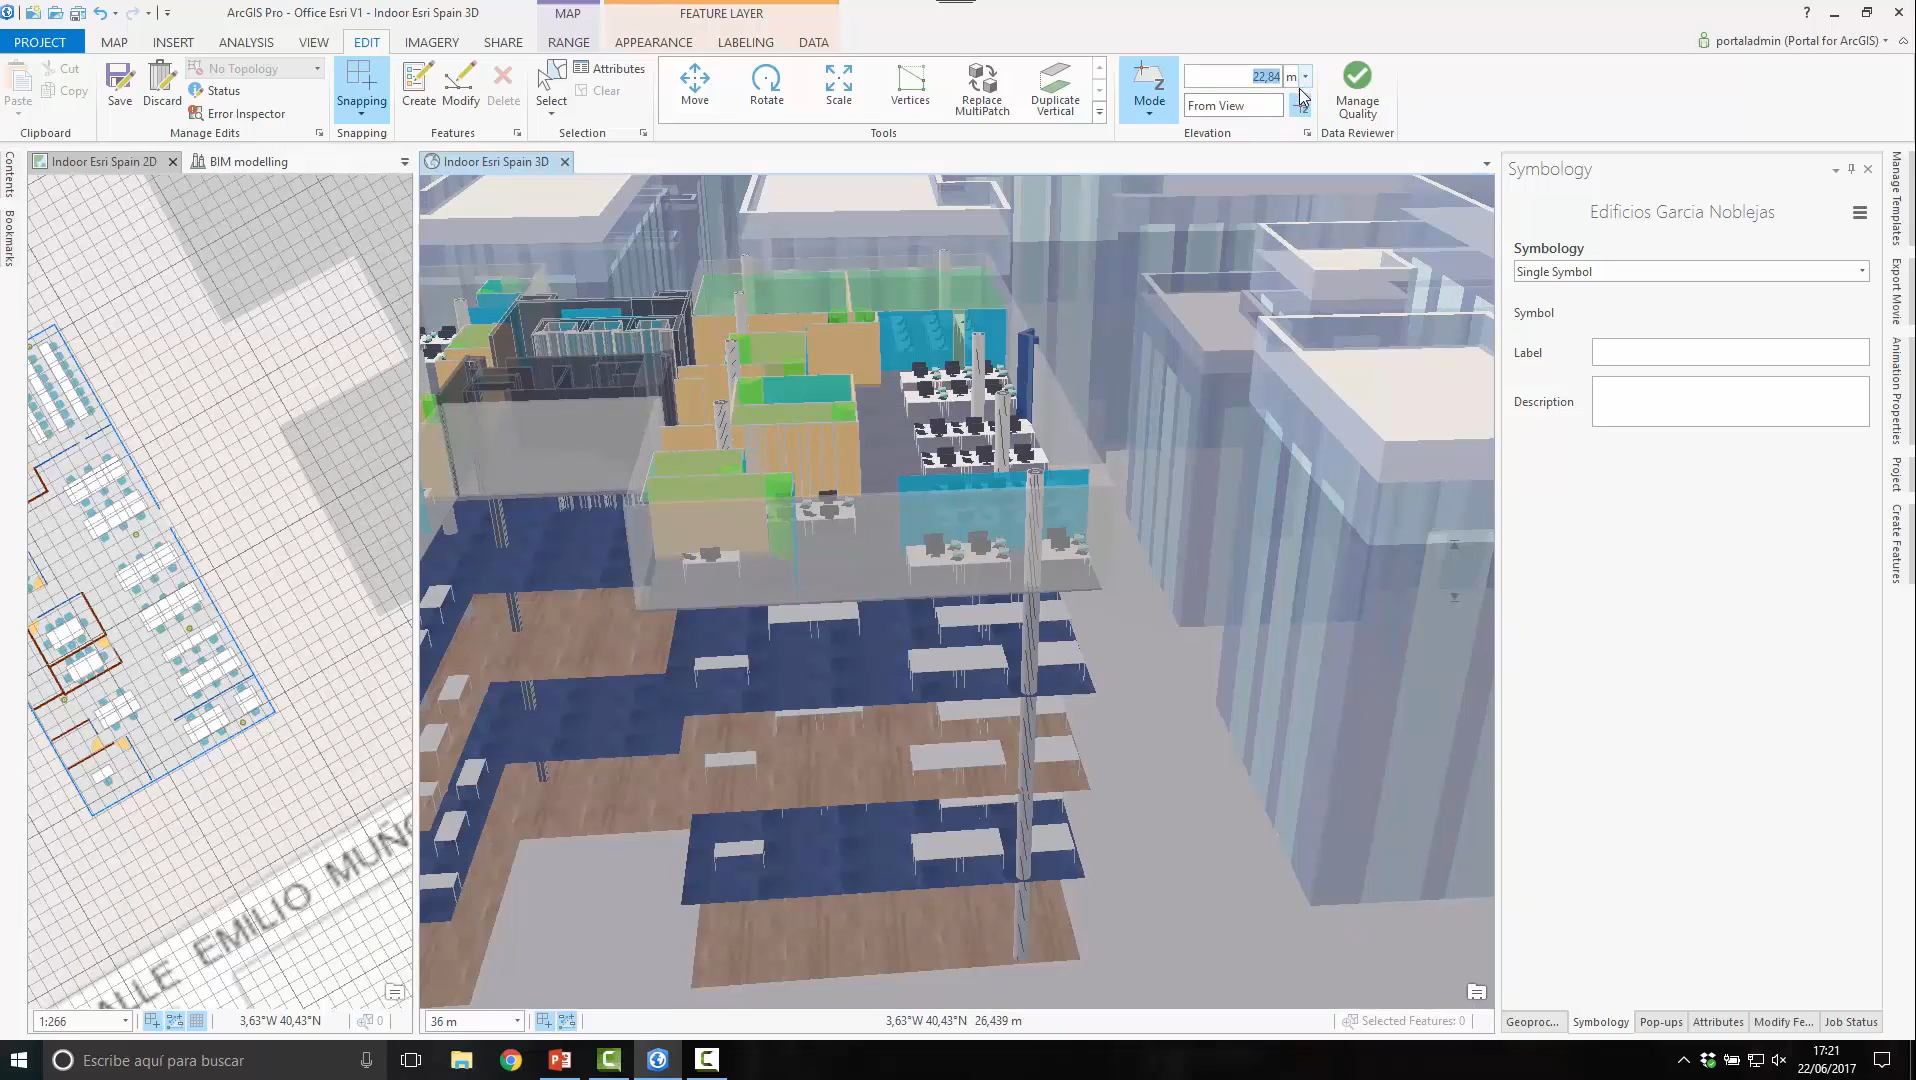 ArcGIS Pro - Office Esri V1 - Indoor Esri Spain 3D
MAP
FEATURE LAYER
?
PROJECT
MAP
INSERT
ANALYSIS
VIEW
EDIT
IMAGERY
SHARE
RANGE
APPEARANCE
LABELING
DATA
portaladmin (Portal for ArcGIS)
Paste
Cut
Copy
Clipboard
Save
Discard
No Topology
Status
Error Inspector
Manage Edits
Snapping
Snapping
Create
Modify
Delete
Features
Select
Attributes
Clear
Selection
Move
Rotate
Scale
Vertices
Replace
MultiPatch
Duplicate
Vertical
Tools
Mode
22,84
m
From View
Elevation
Manage
Quality
Data Reviewer
Contents
Bookmarks
Indoor Esri Spain 2D
BIM modelling
Indoor Esri Spain 3D
CALLE EMILIO MUÑO
1:266
3,63°W 40,43°N
0
36 m
3,63°W 40,43°N 26,439 m
Selected Features: 0
Symbology
Edificios Garcia Noblejas
Symbology
Single Symbol
Symbol
Label
Description
Geoproc...
Symbology
Pop-ups
Attributes
Modify Fe...
Job Status
Manage Templates
Export Movie
Animation Properties
Project
Create Features
Escribe aquí para buscar
17:21
22/06/2017